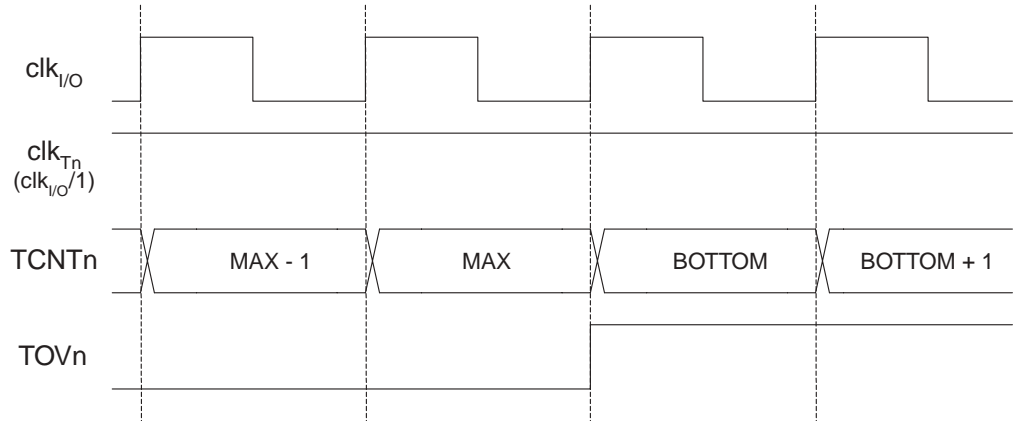 clkI/O
clkTn
(clkI/O/1)
TCNTn MAX - 1 MAX BOTTOM BOTTOM + 1
TOVn